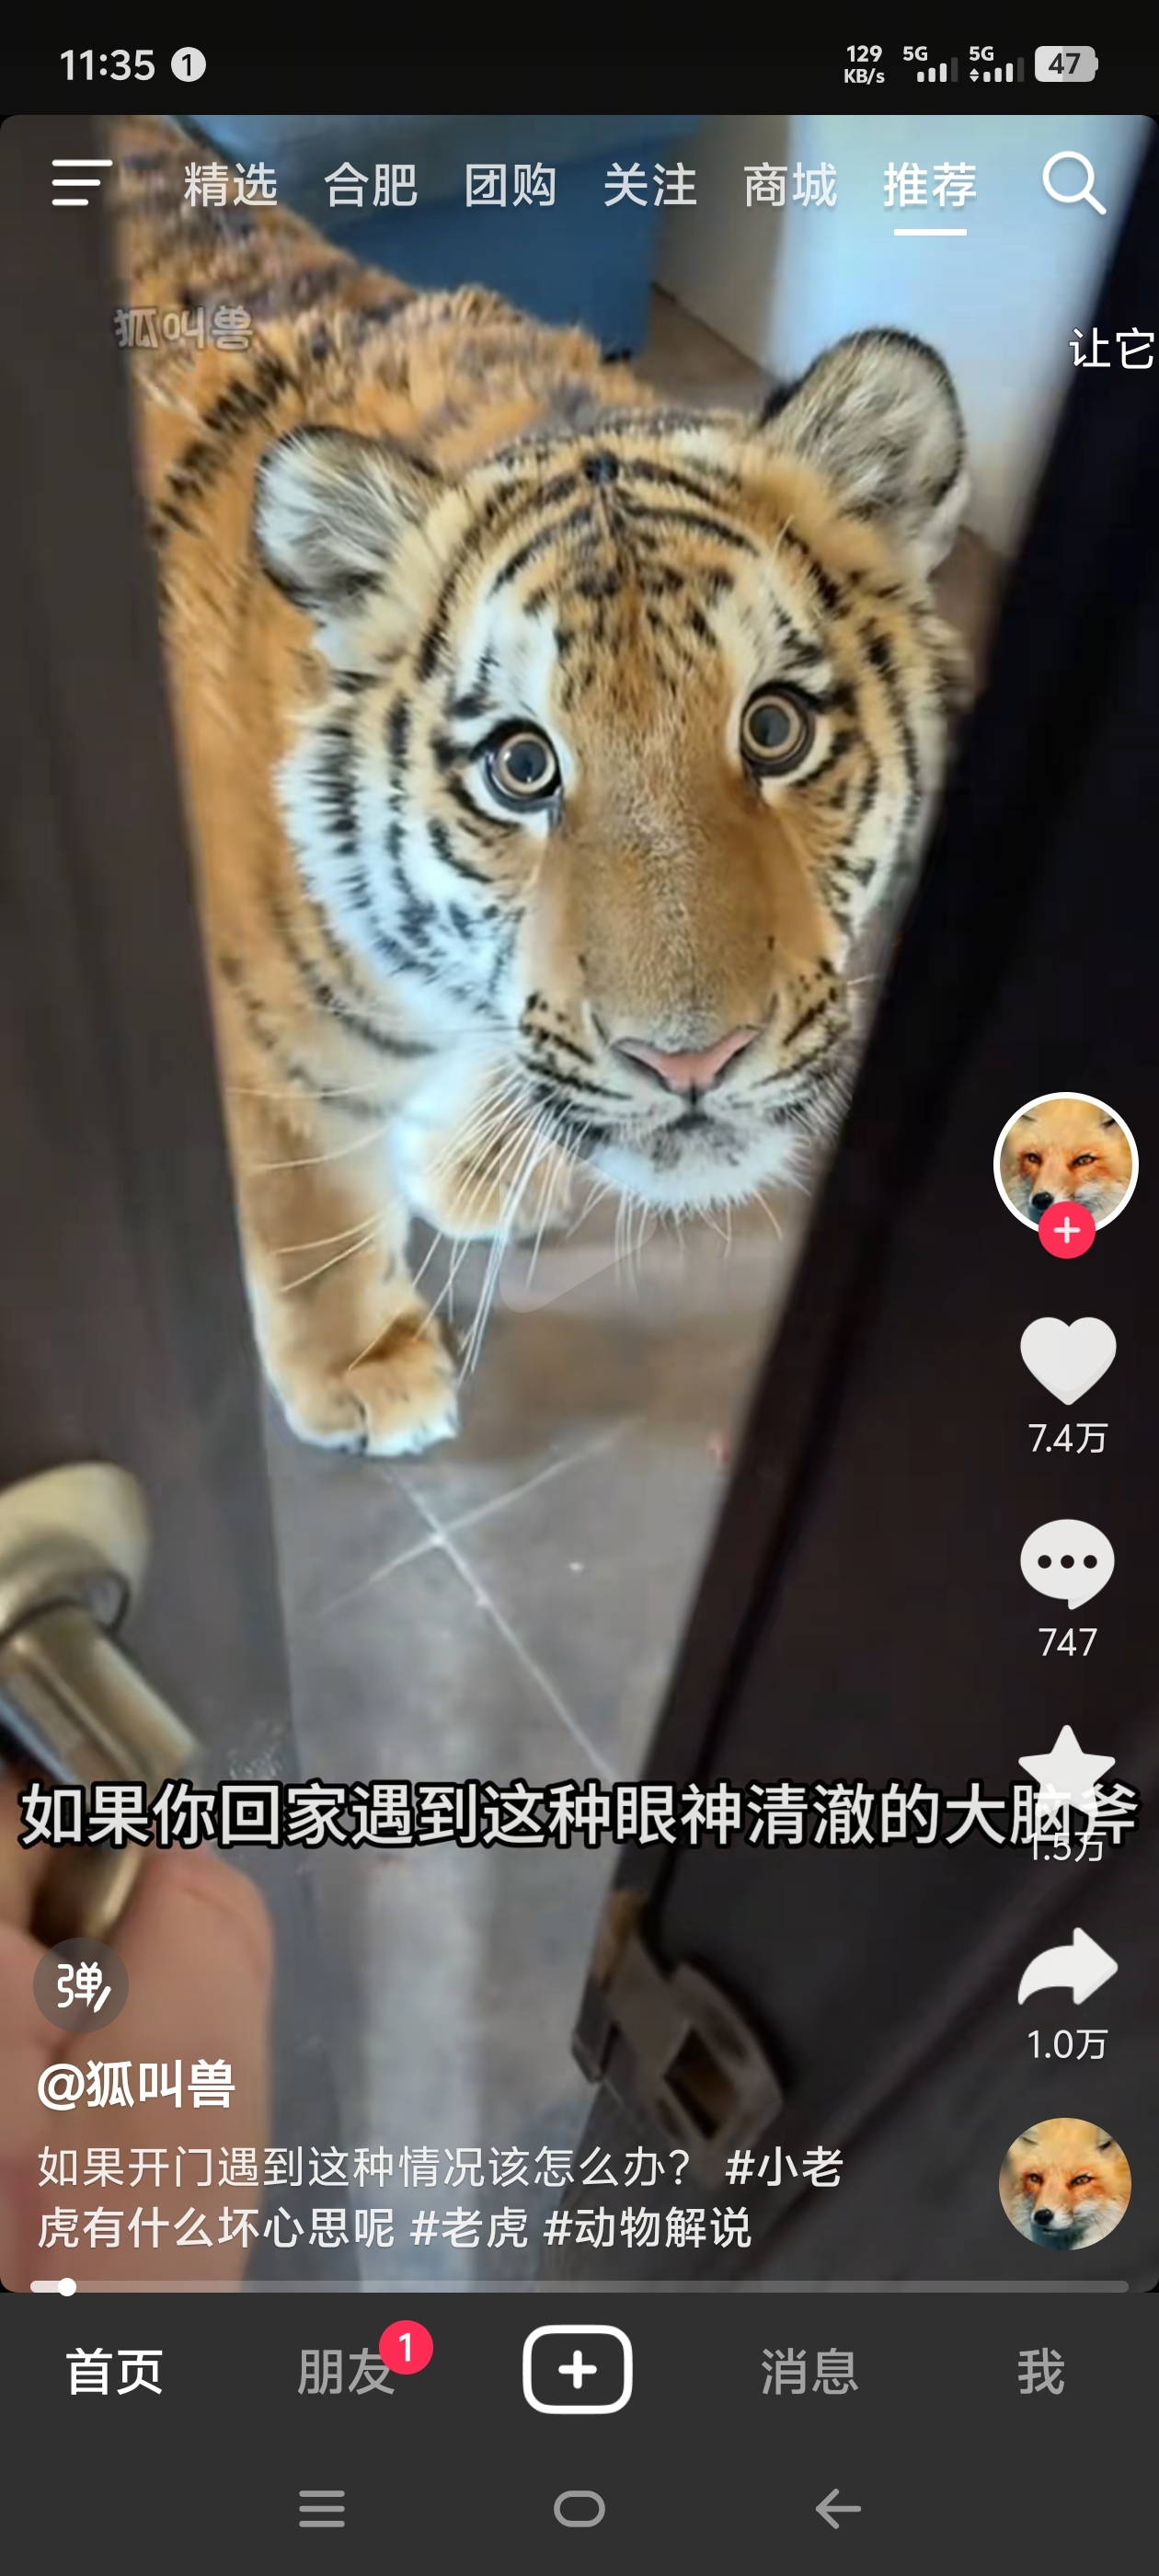 11:35 1 129 KB/s 5G 5G 47
精选 合肥 团购 关注 商城 推荐
狐叫兽
让它
7.4万
747
如果你回家遇到这种眼神清澈的大脑斧
1.5万
弹
1.0万
@狐叫兽
如果开门遇到这种情况该怎么办? #小老
虎有什么坏心思呢 #老虎 #动物解说
首页 朋友 1 消息 我